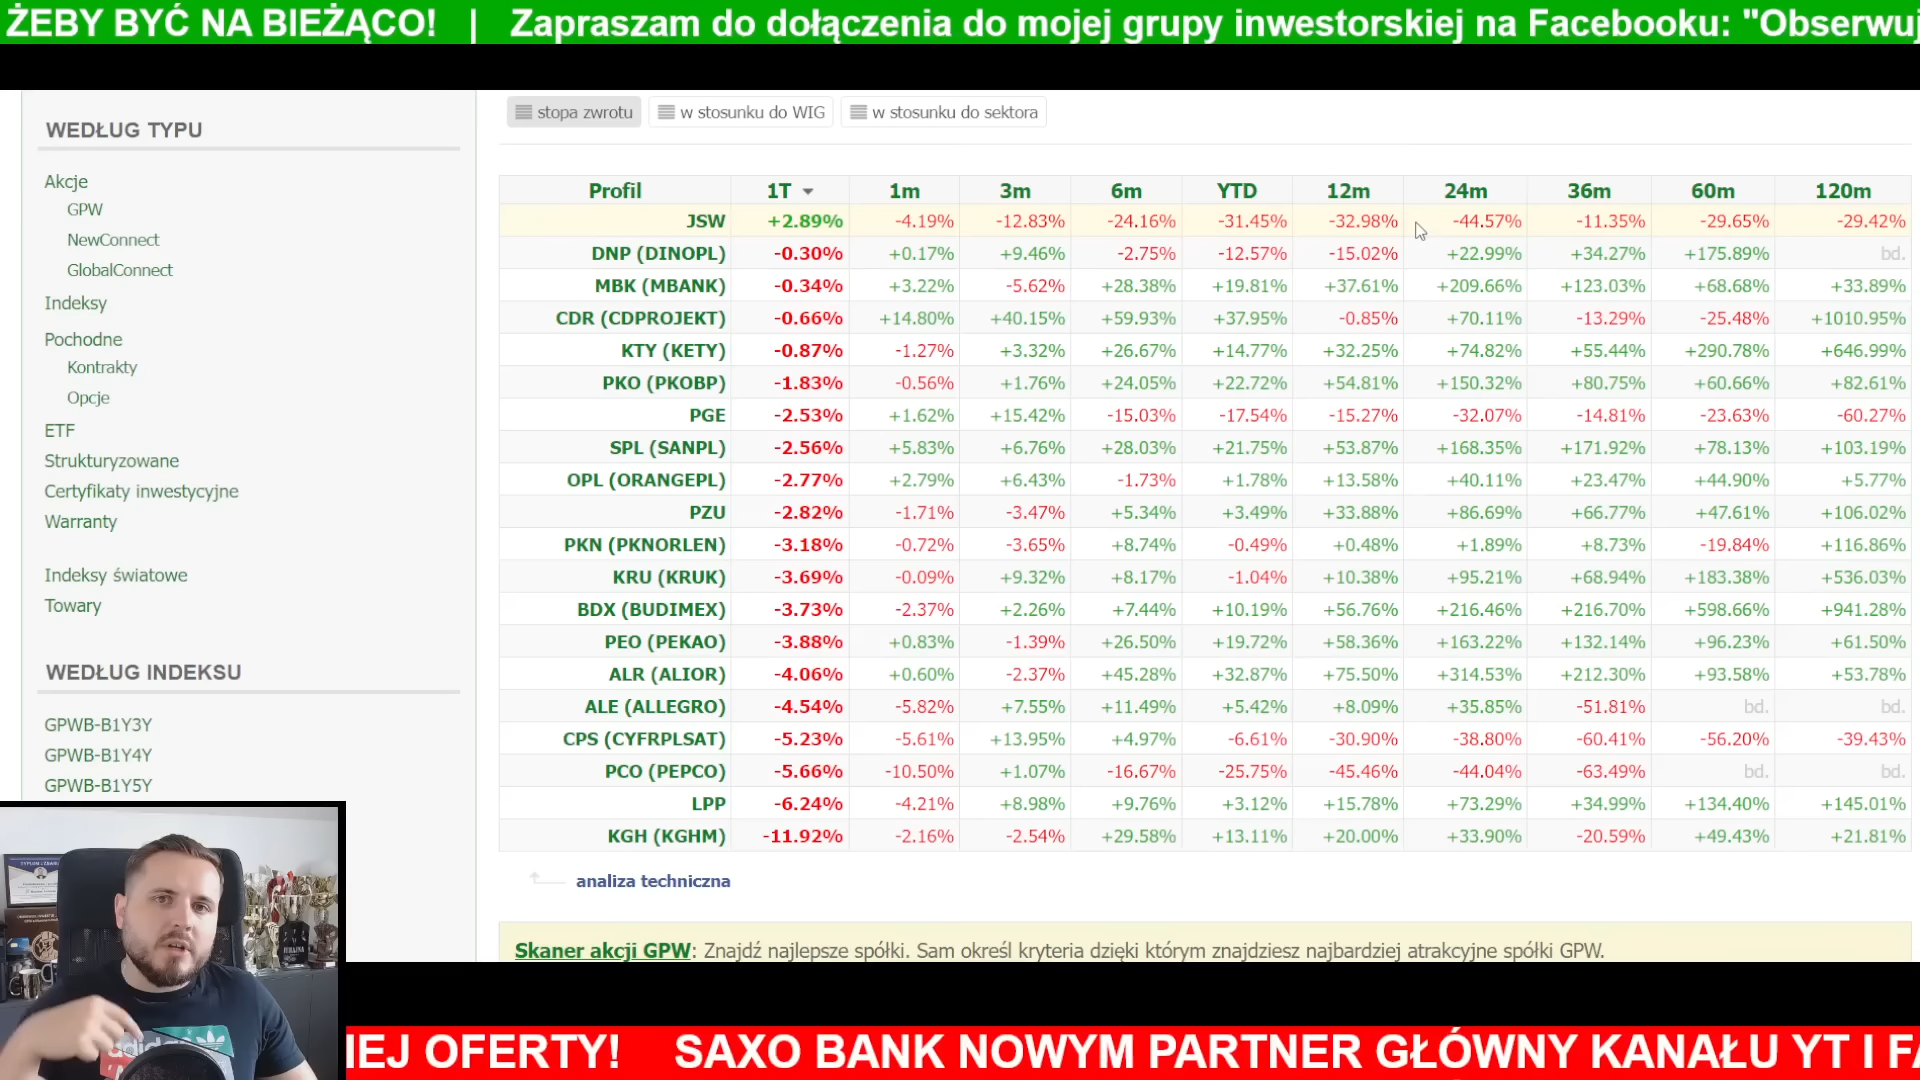 ŻEBY BYĆ NA BIEŻĄCO! | Zapraszam do dołączenia do mojej grupy inwestorskiej na Facebooku: "Obserwuj
WEDŁUG TYPU
Akcje
GPW
NewConnect
GlobalConnect
Indeksy
Pochodne
Kontrakty
Opcje
ETF
Strukturyzowane
Certyfikaty inwestycyjne
Warranty
Indeksy światowe
Towary
WEDŁUG INDEKSU
GPWB-B1Y3Y
GPWB-B1Y4Y
GPWB-B1Y5Y
stopa zwrotu w stosunku do WIG w stosunku do sektora
Profil 1T 1m 3m 6m YTD 12m 24m 36m 60m 120m
JSW +2.89% -4.19% -12.83% -24.16% -31.45% -32.98% -44.57% -11.35% -29.65% -29.42%
DNP (DINOPL) -0.30% +0.17% +9.46% -2.75% -12.57% -15.02% +22.99% +34.27% +175.89% bd.
MBK (MBANK) -0.34% +3.22% -5.62% +28.38% +19.81% +37.61% +209.66% +123.03% +68.68% +33.89%
CDR (CDPROJEKT) -0.66% +14.80% +40.15% +59.93% +37.95% -0.85% +70.11% -13.29% -25.48% +1010.95%
KTY (KETY) -0.87% -1.27% +3.32% +26.67% +14.77% +32.25% +74.82% +55.44% +290.78% +646.99%
PKO (PKOBP) -1.83% -0.56% +1.76% +24.05% +22.72% +54.81% +150.32% +80.75% +60.66% +82.61%
PGE -2.53% +1.62% +15.42% -15.03% -17.54% -15.27% -32.07% -14.81% -23.63% -60.27%
SPL (SANPL) -2.56% +5.83% +6.76% +28.03% +21.75% +53.87% +168.35% +171.92% +78.13% +103.19%
OPL (ORANGEPL) -2.77% +2.79% +6.43% -1.73% +1.78% +13.58% +40.11% +23.47% +44.90% +5.77%
PZU -2.82% -1.71% -3.47% +5.34% +3.49% +33.88% +86.69% +66.77% +47.61% +106.02%
PKN (PKNORLEN) -3.18% -0.72% -3.65% +8.74% -0.49% +0.48% +1.89% +8.73% -19.84% +116.86%
KRU (KRUK) -3.69% -0.09% +9.32% +8.17% -1.04% +10.38% +95.21% +68.94% +183.38% +536.03%
BDX (BUDIMEX) -3.73% -2.37% +2.26% +7.44% +10.19% +56.76% +216.46% +216.70% +598.66% +941.28%
PEO (PEKAO) -3.88% +0.83% -1.39% +26.50% +19.72% +58.36% +163.22% +132.14% +96.23% +61.50%
ALR (ALIOR) -4.06% +0.60% -2.37% +45.28% +32.87% +75.50% +314.53% +212.30% +93.58% +53.78%
ALE (ALLEGRO) -4.54% -5.82% +7.55% +11.49% +5.42% +8.09% +35.85% -51.81% bd. bd.
CPS (CYFRPLSAT) -5.23% -5.61% +13.95% +4.97% -6.61% -30.90% -38.80% -60.41% -56.20% -39.43%
PCO (PEPCO) -5.66% -10.50% +1.07% -16.67% -25.75% -45.46% -44.04% -63.49% bd. bd.
LPP -6.24% -4.21% +8.98% +9.76% +3.12% +15.78% +73.29% +34.99% +134.40% +145.01%
KGH (KGHM) -11.92% -2.16% -2.54% +29.58% +13.11% +20.00% +33.90% -20.59% +49.43% +21.81%
analiza techniczna
Skaner akcji GPW: Znajdź najlepsze spółki. Sam określ kryteria dzięki którym znajdziesz najbardziej atrakcyjne spółki GPW.
adidas
IEJ OFERTY! SAXO BANK NOWYM PARTNER GŁÓWNY KANAŁU YT I FA